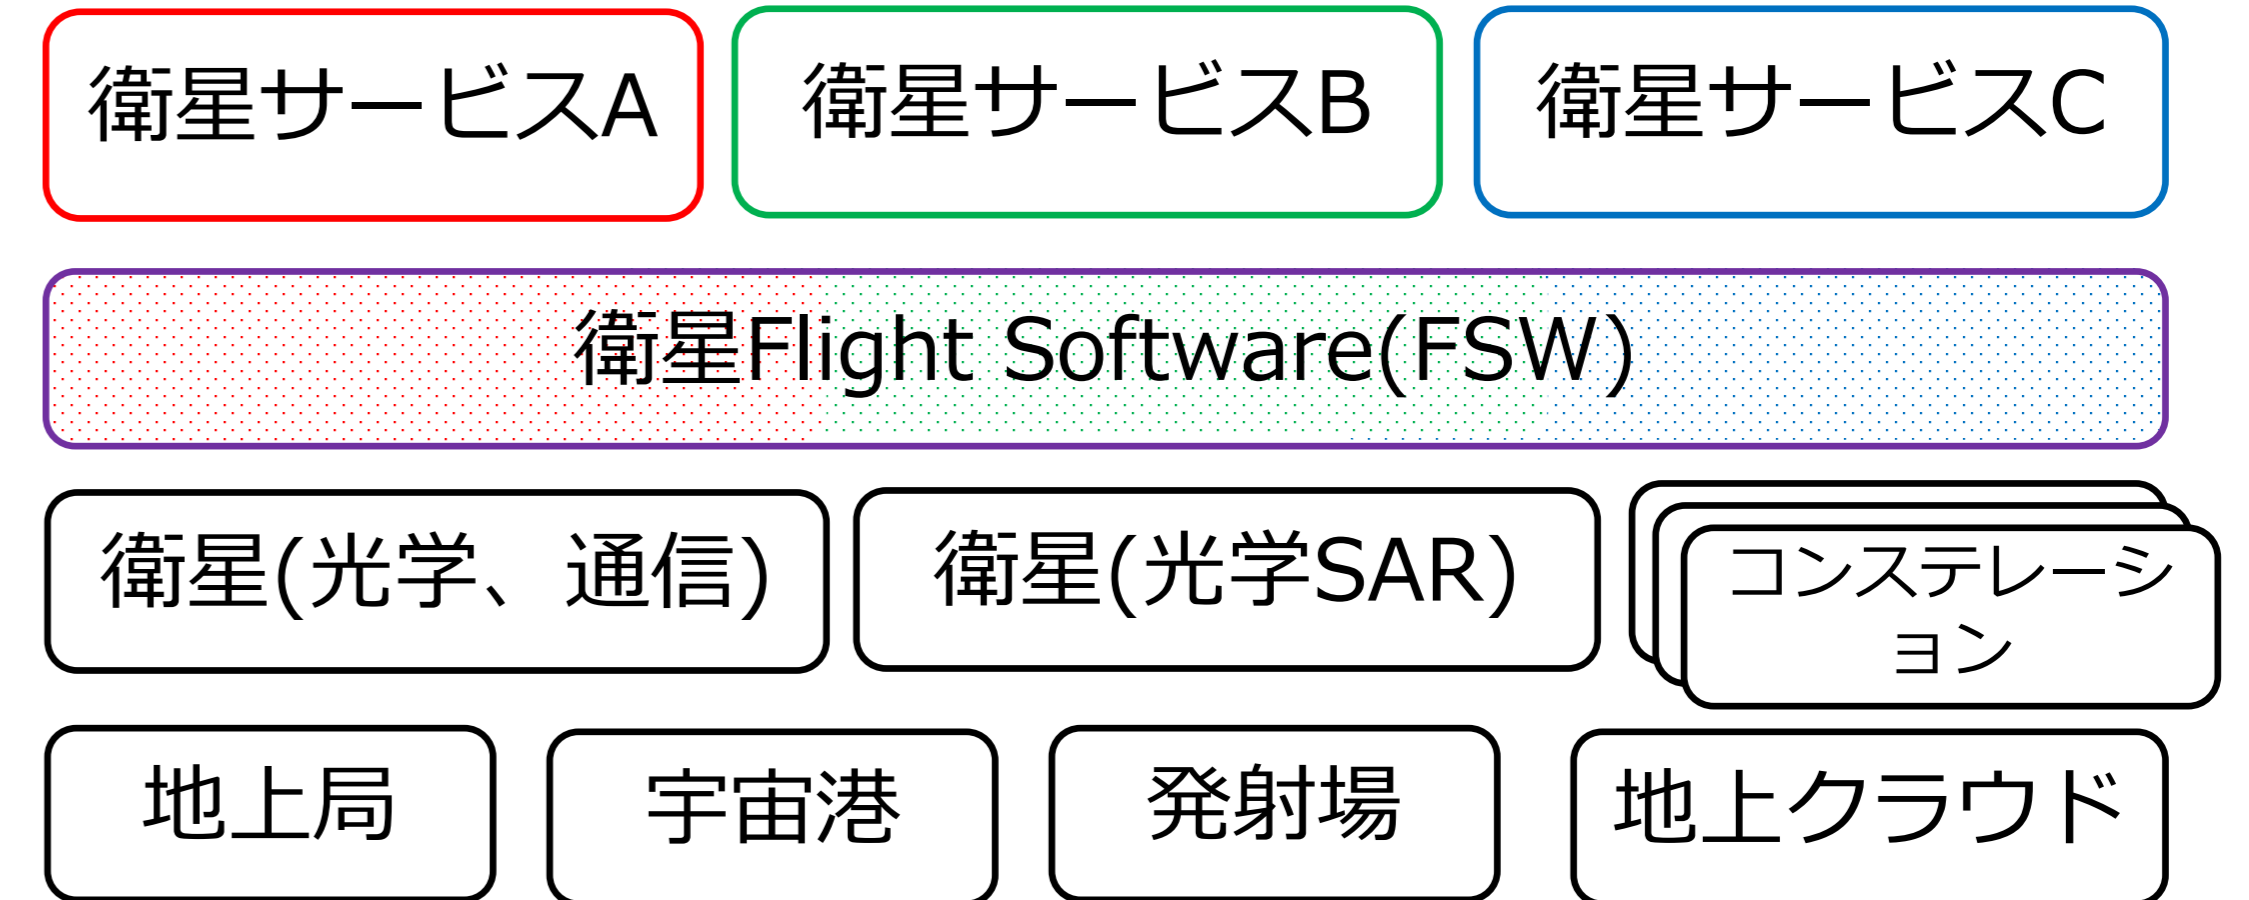 衛星サービスA
衛星サービスB
衛星サービスC
衛星Flight Software(FSW)
衛星(光学、通信)
衛星(光学SAR)
コンステレーシ
ョン
地上局
宇宙港
発射場
地上クラウド